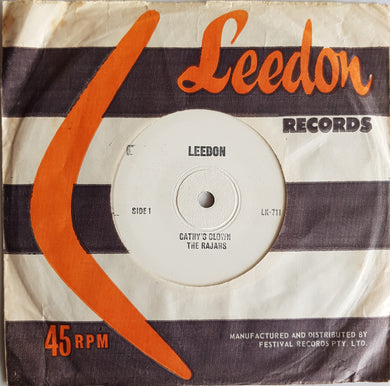 Leedon
RECORDS
LEEDON
SIDE 1
LK-711
CATHY'S CLOWN
THE RAJAHS
45 RPM
MANUFACTURED AND DISTRIBUTED BY
FESTIVAL RECORDS PTY. LTD.